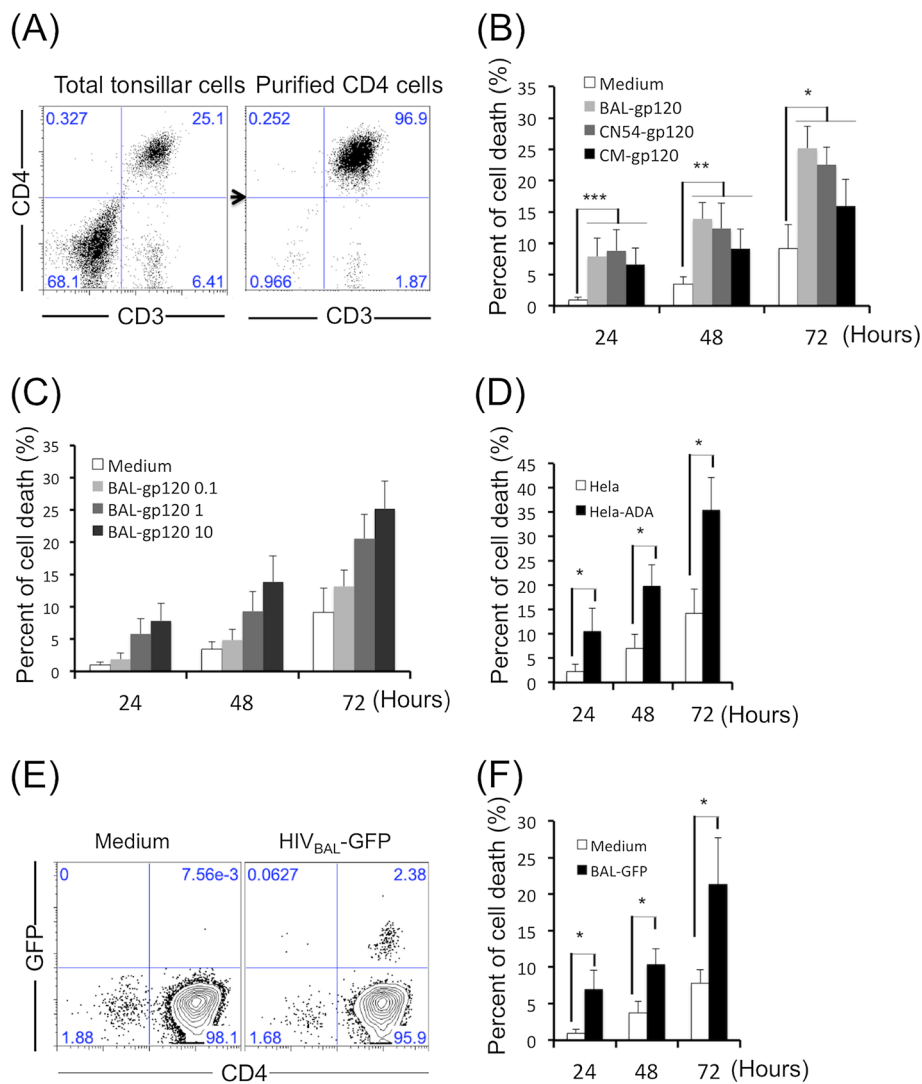 (A)
Total tonsillar cells Purified CD4 cells
0.327 25.1 0.252 96.9
CD4
68.1 6.41 0.966 1.87
CD3 CD3
(B)
Percent of cell death (%)
35
30
25
20
15
10
5
0
Medium
BAL-gp120
CN54-gp120
CM-gp120
***
**
*
24 48 72 (Hours)
(C)
Percent of cell death (%)
35
30
25
20
15
10
5
0
Medium
BAL-gp120 0.1
BAL-gp120 1
BAL-gp120 10
24 48 72 (Hours)
(D)
Percent of cell death (%)
45
40
35
30
25
20
15
10
5
0
Hela
Hela-ADA
*
*
*
24 48 72 (Hours)
(E)
Medium HIVBAL-GFP
0 7.56e-3 0.0627 2.38
GFP
1.88 98.1 1.68 95.9
CD4
(F)
Percent of cell death (%)
30
25
20
15
10
5
0
Medium
BAL-GFP
*
*
*
24 48 72 (Hours)